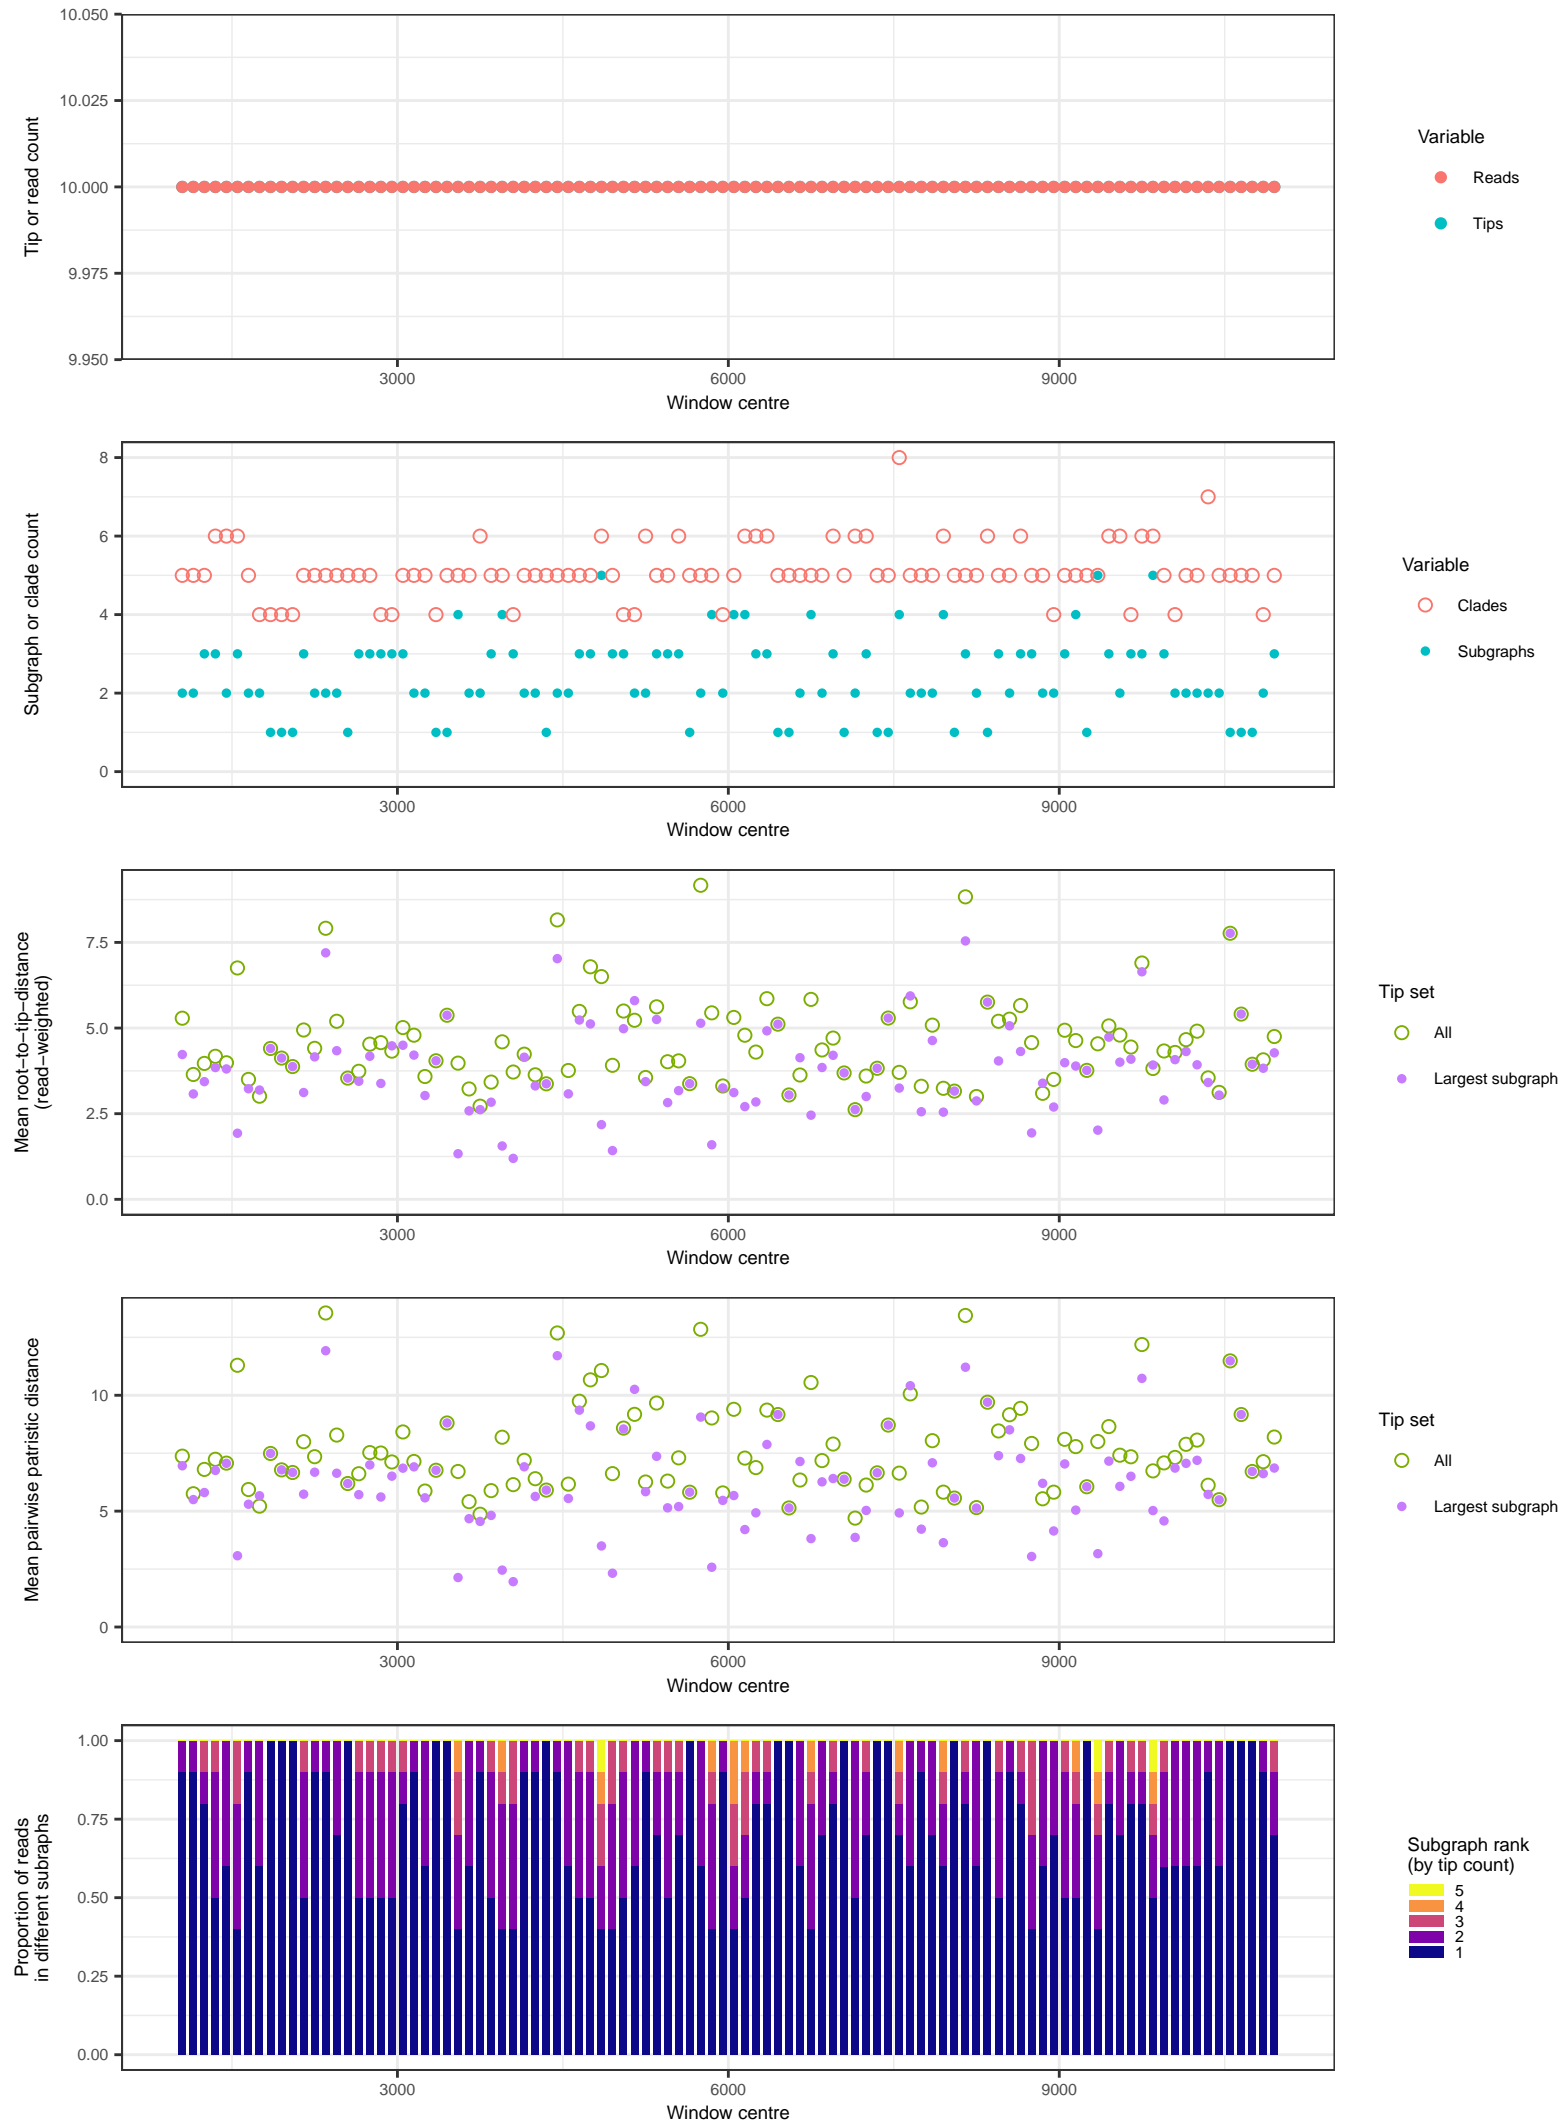 10.050
10.025
10.000
9.975
9.950
Tip or read count
3000
6000
9000
Window centre
Variable
Reads
Tips
8
6
4
2
0
Subgraph or clade count
3000
6000
9000
Window centre
Variable
Clades
Subgraphs
7.5
5.0
2.5
0.0
Mean root−to−tip−distance
(read−weighted)
3000
6000
9000
Window centre
Tip set
All
Largest subgraph
10
5
0
Mean pairwise patristic distance
3000
6000
9000
Window centre
Tip set
All
Largest subgraph
1.00
0.75
0.50
0.25
0.00
Proportion of reads
in different subraphs
3000
6000
9000
Window centre
Subgraph rank
(by tip count)
5
4
3
2
1